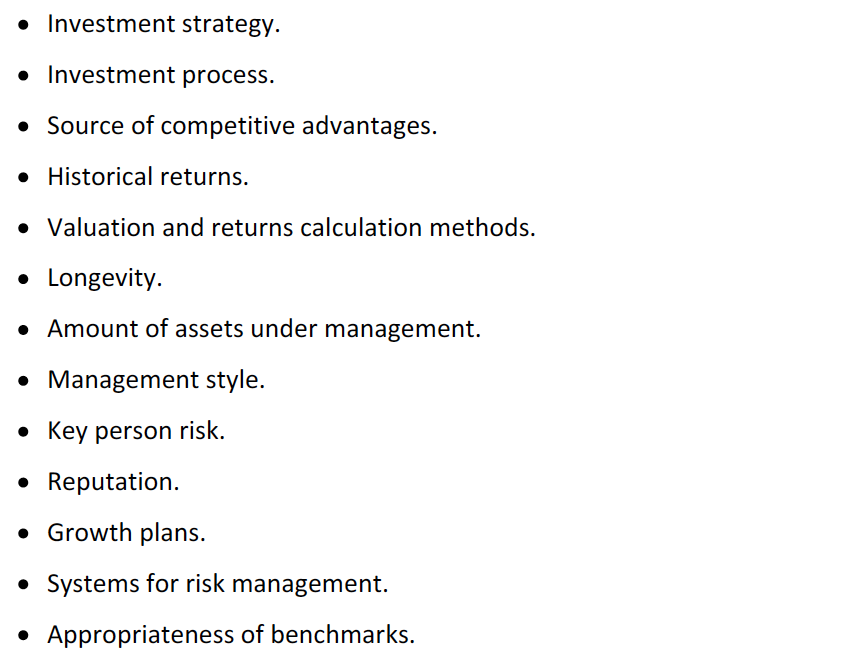 • Investment strategy.
• Investment process.
• Source of competitive advantages.
• Historical returns.
• Valuation and returns calculation methods.
• Longevity.
• Amount of assets under management.
• Management style.
• Key person risk.
• Reputation.
• Growth plans.
• Systems for risk management.
• Appropriateness of benchmarks.